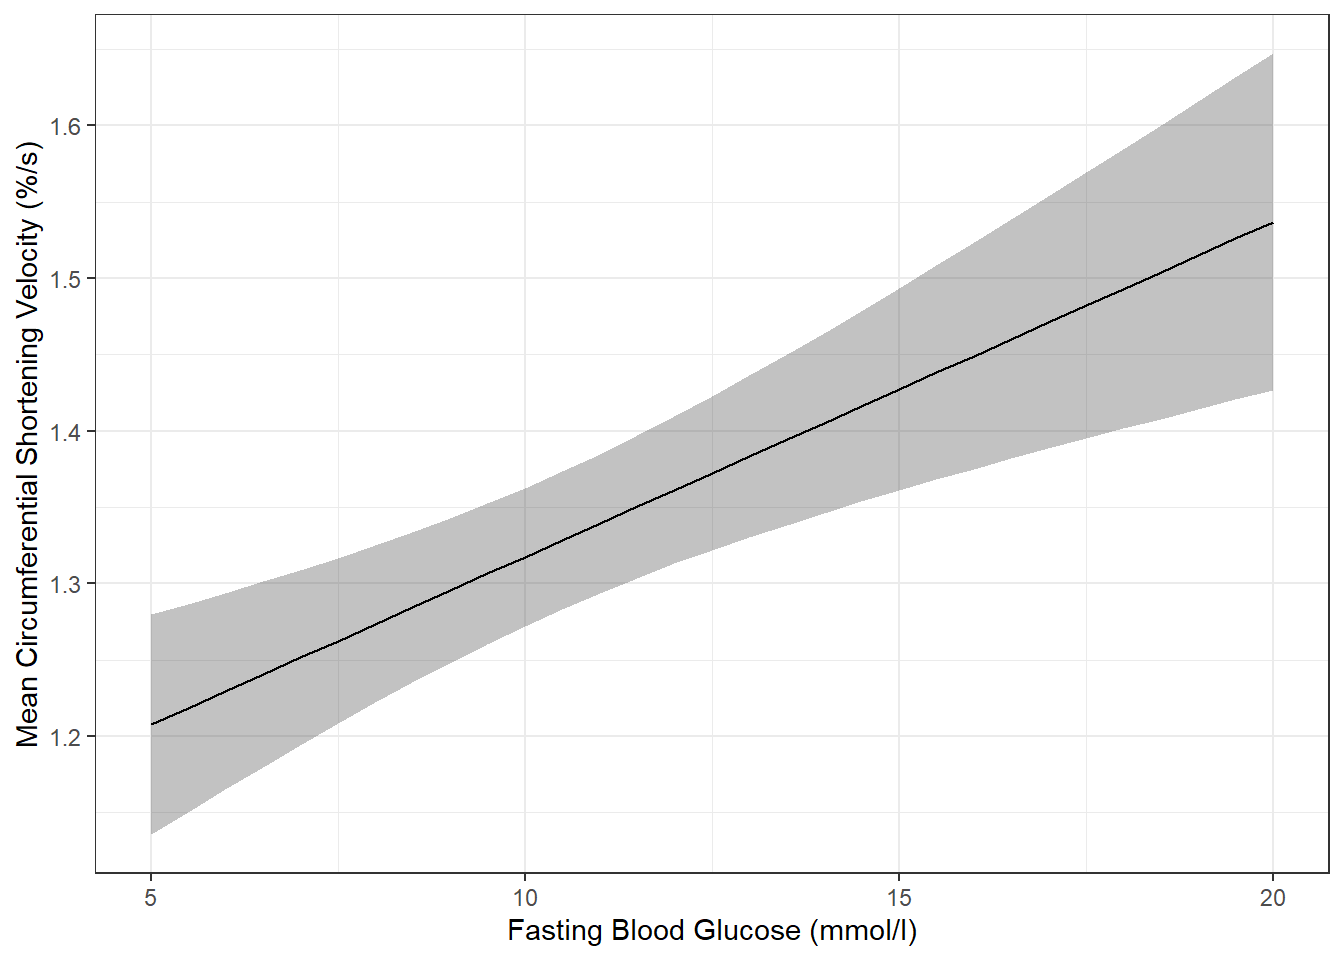 Mean Circumferential Shortening Velocity (%/s)
1.6
1.5
1.4
1.3
1.2
5 10 15 20
Fasting Blood Glucose (mmol/l)